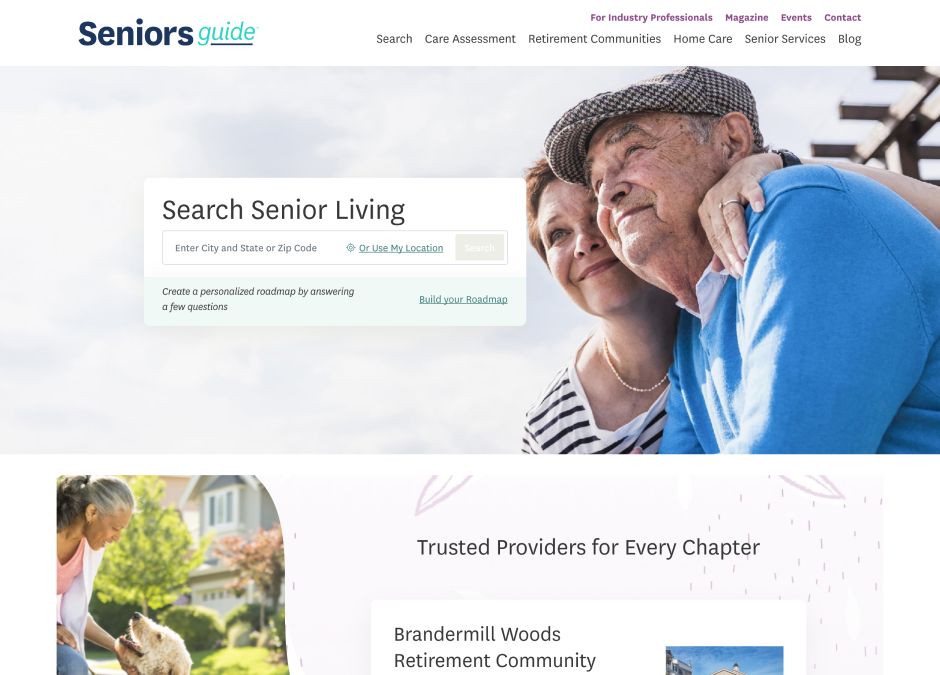 For Industry Professionals Magazine Events Contact
Seniors guide
Search Care Assessment Retirement Communities Home Care Senior Services Blog
Search Senior Living
Enter City and State or Zip Code Or Use My Location Search
Create a personalized roadmap by answering
a few questions
Build your Roadmap
Trusted Providers for Every Chapter
Brandermill Woods
Retirement Community